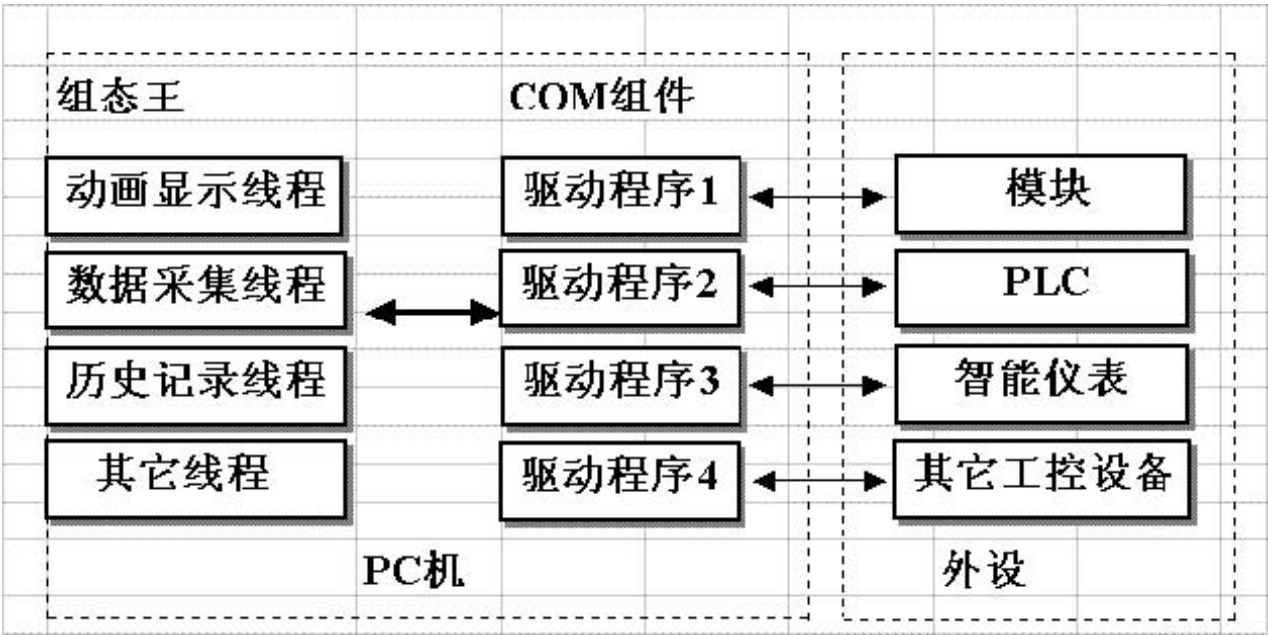 组态王 COM组件
动画显示线程 驱动程序1 模块
数据采集线程 驱动程序2 PLC
历史记录线程 驱动程序3 智能仪表
其它线程 驱动程序4 其它工控设备
PC机 外设